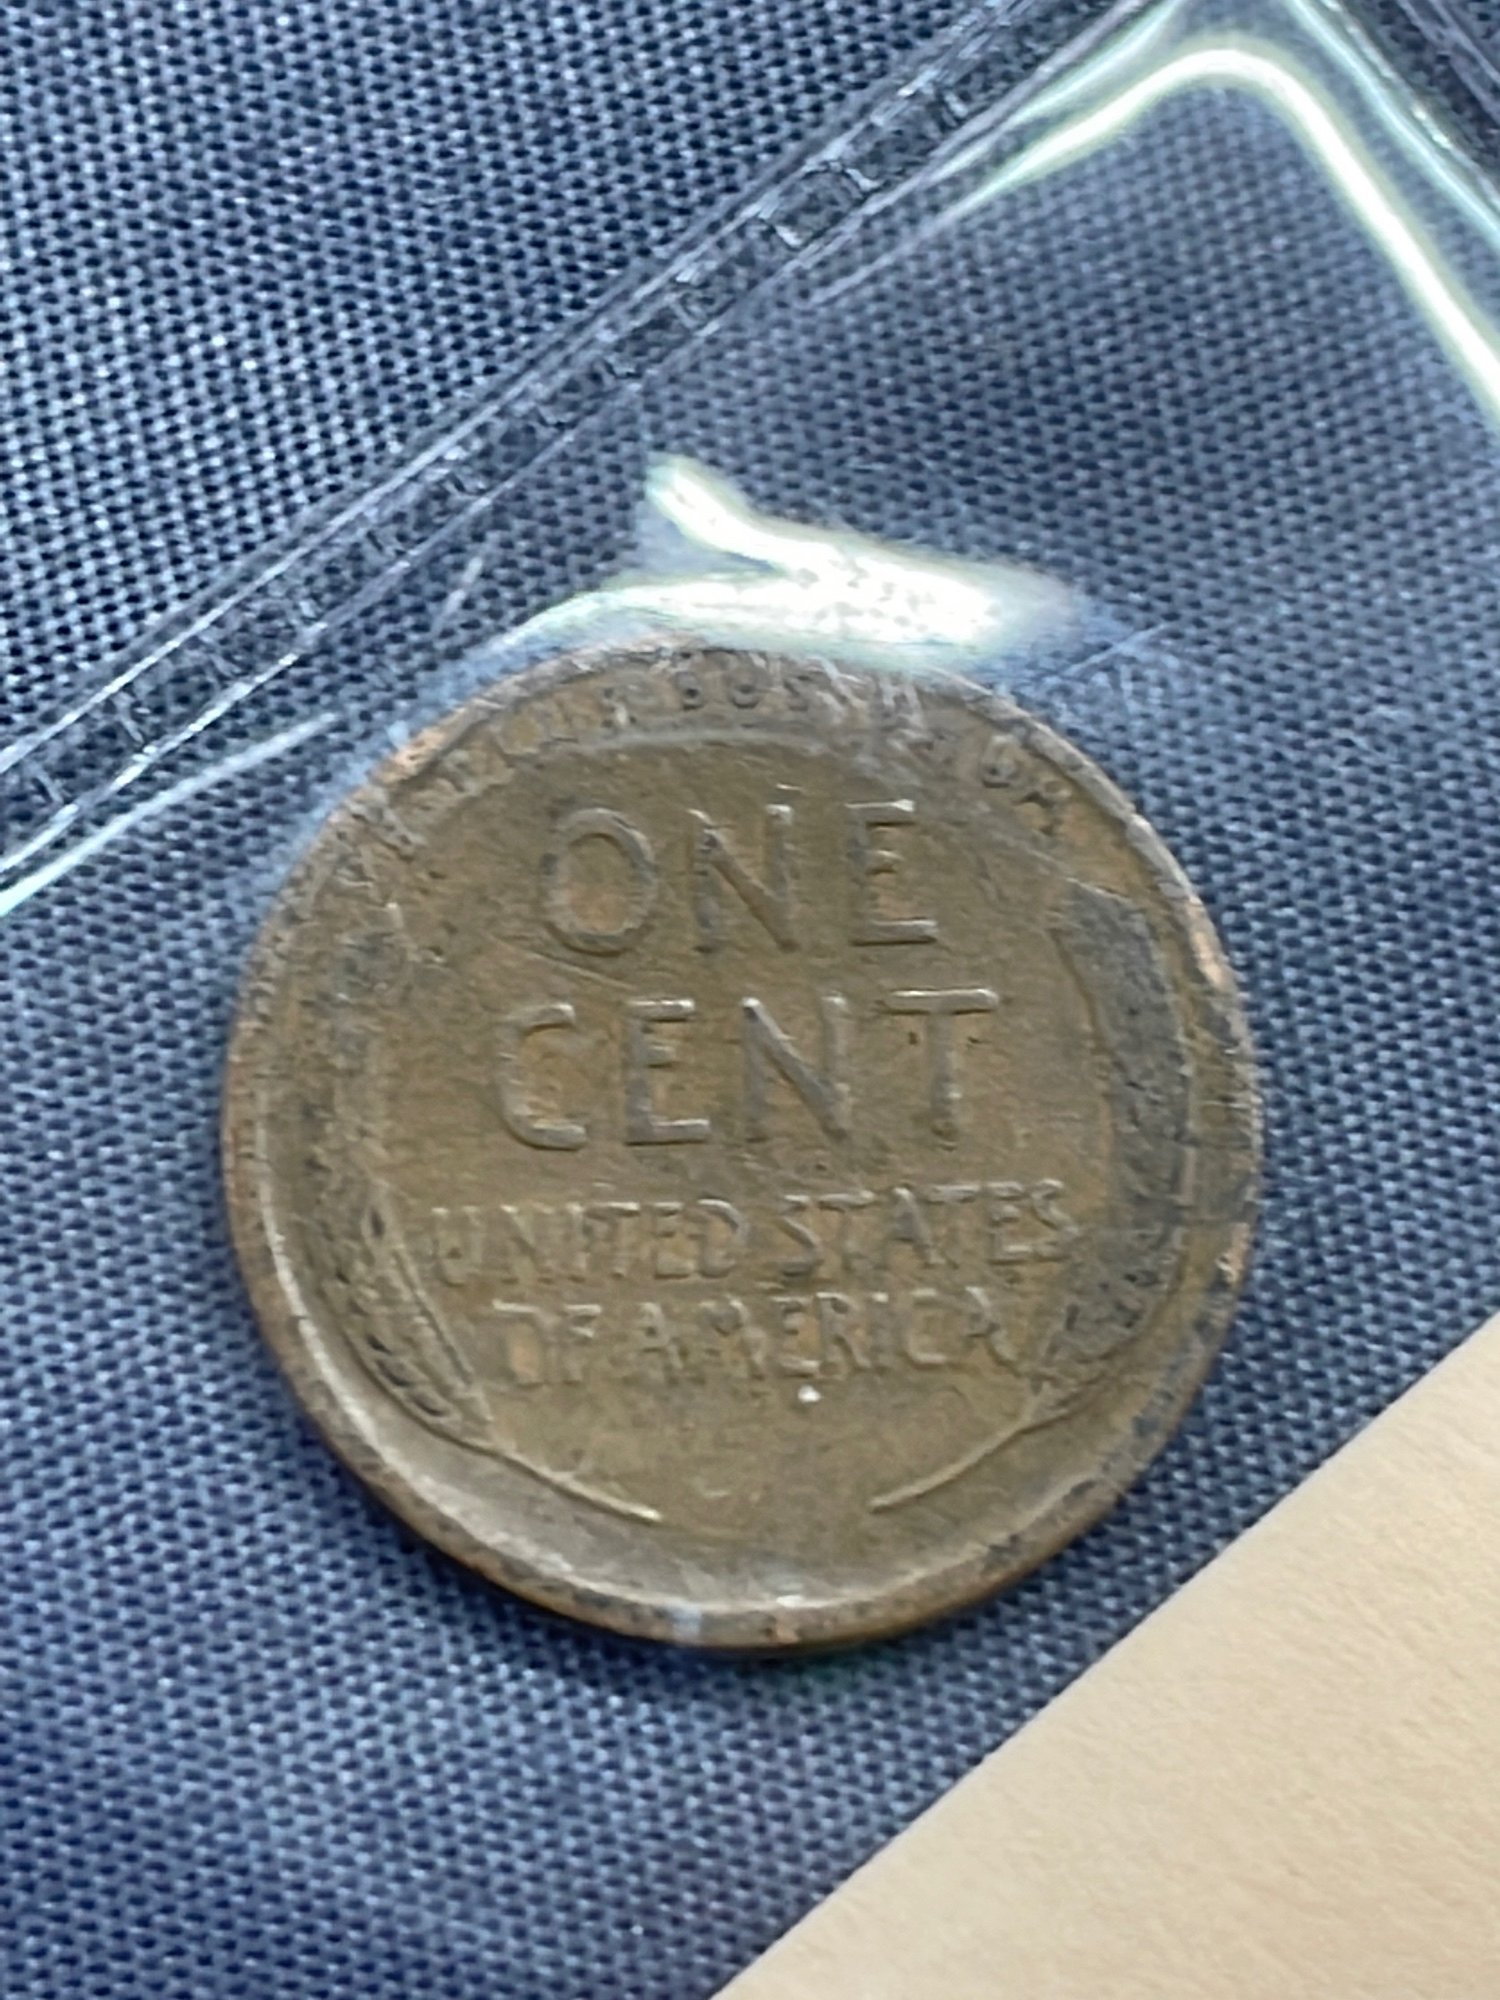 ONE
CENT
UNITED STATES
OF AMERICA